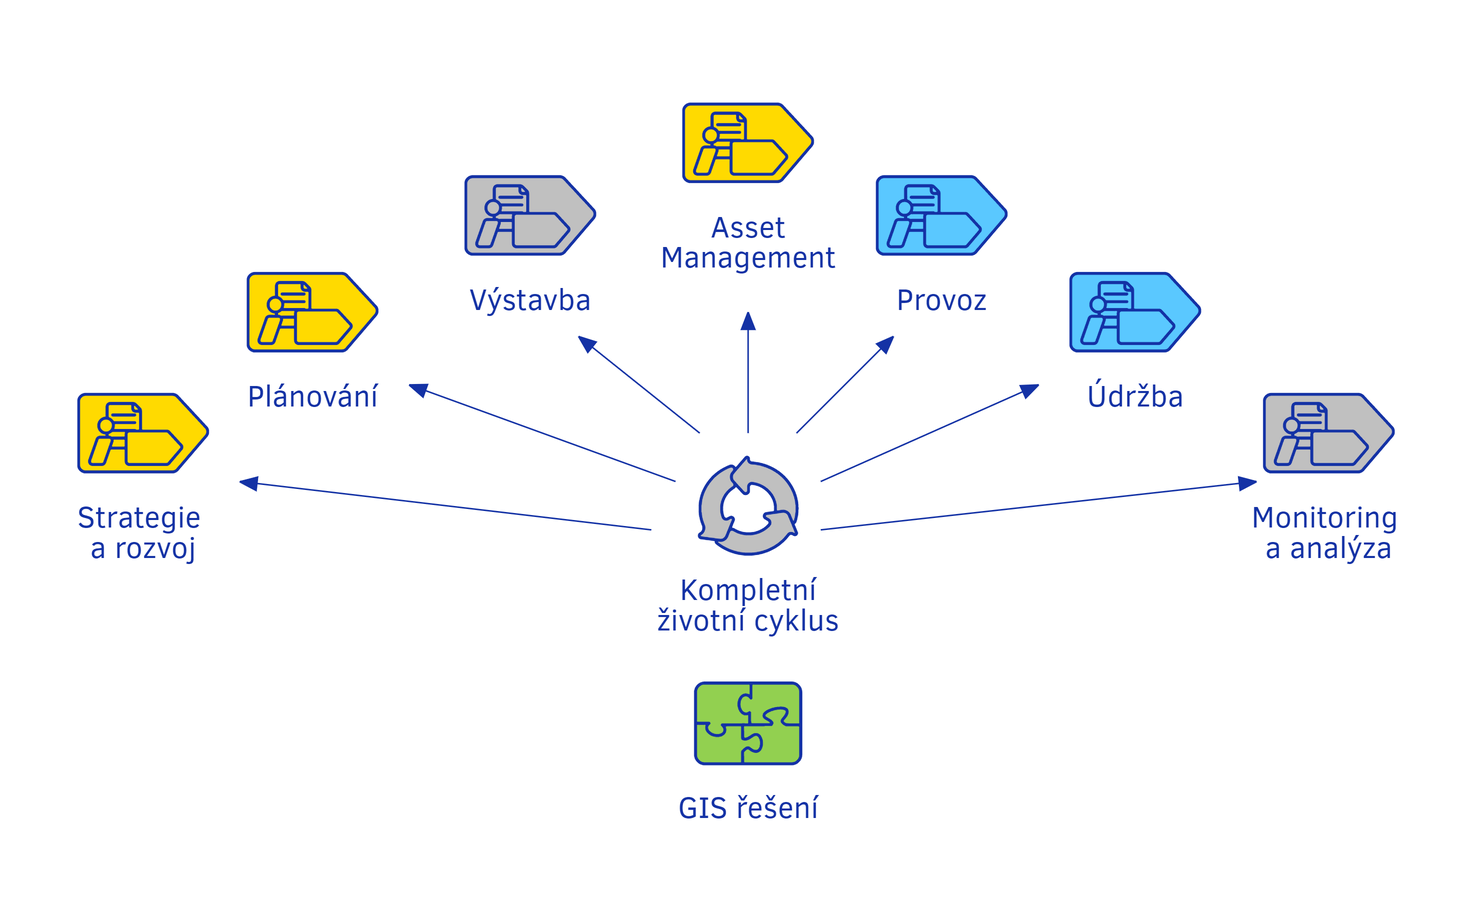 Asset
Management
Výstavba
Provoz
Plánování
Údržba
Strategie
a rozvoj
Monitoring
a analýza
Kompletní
životní cyklus
GIS řešení